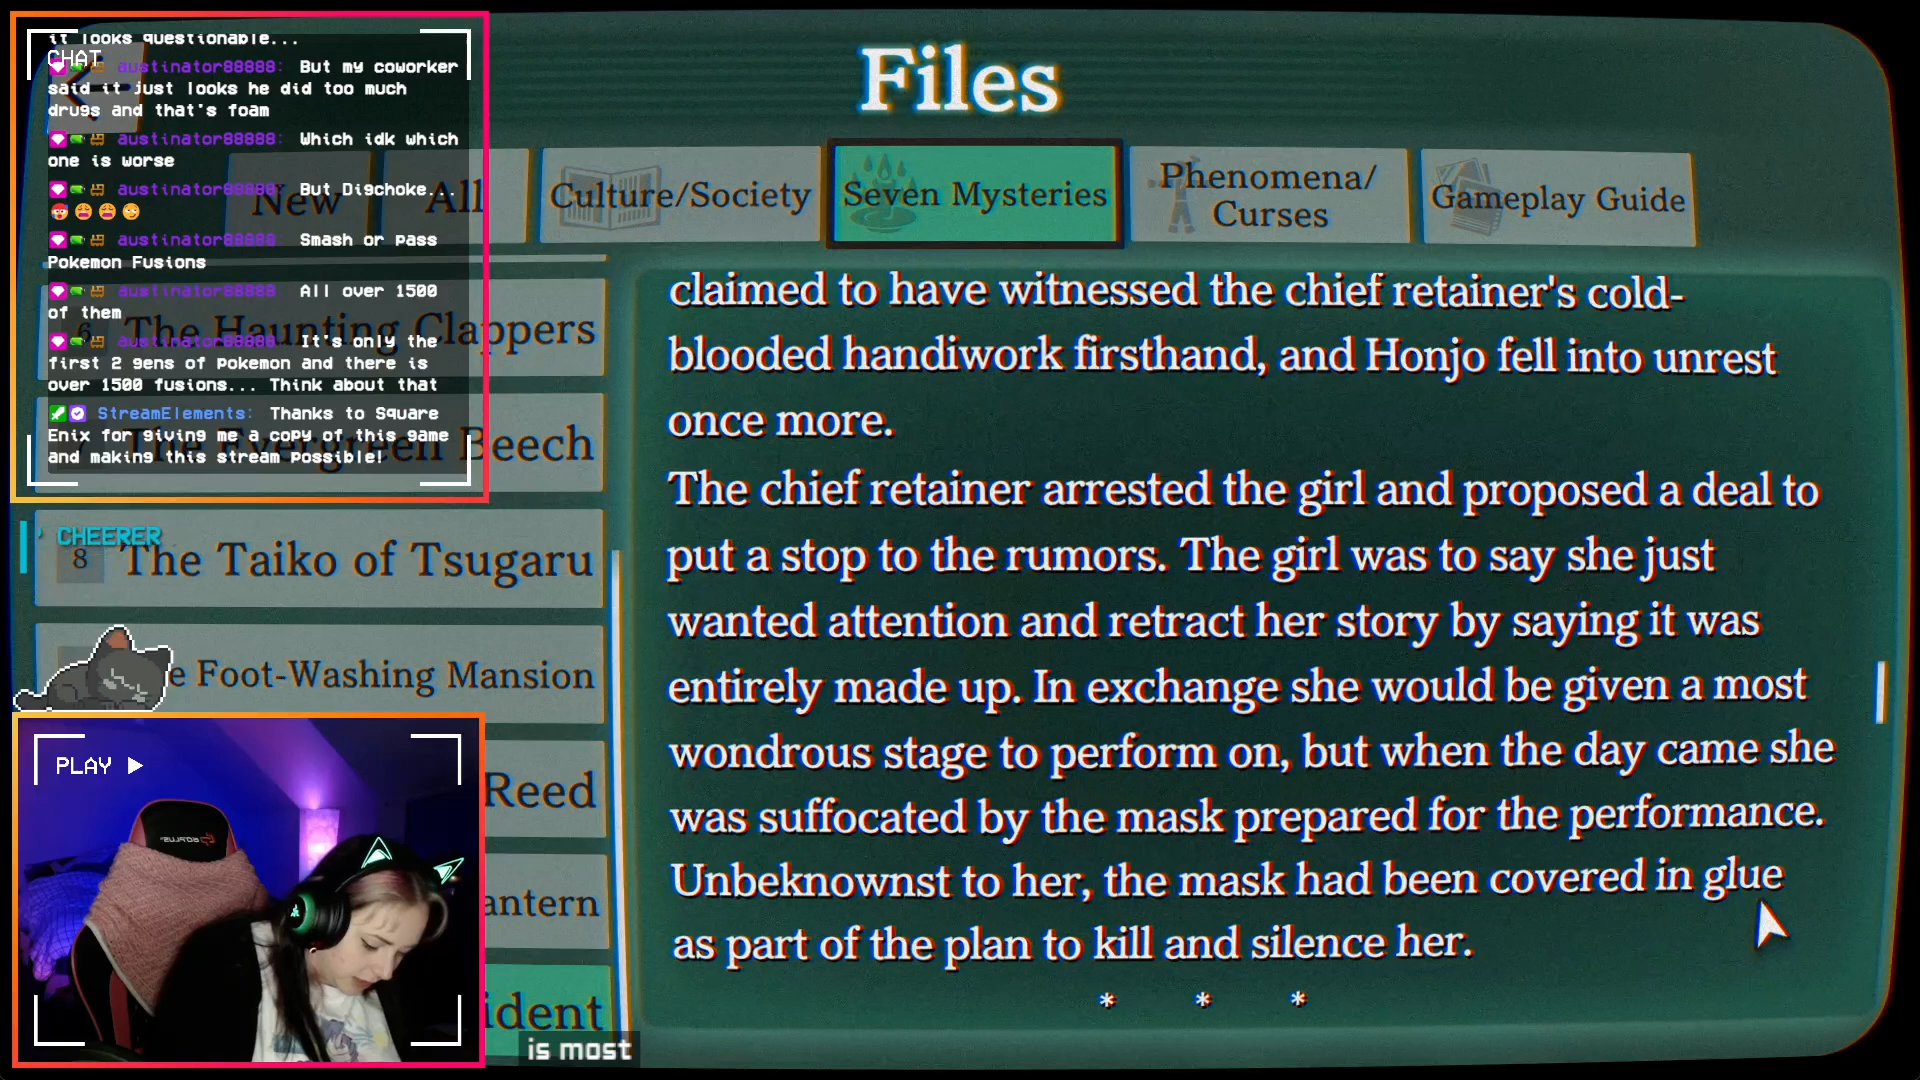 it looks questionable...
CHAT
austinator88888: But my coworker
said it just looks he did too much
drugs and that's foam
austinator88888: Which idk which
one is worse
austinator88888: But Digchoke...
austinator88888 Smash or Pass
Pokemon Fusions
austinator88888: All over 1500
of them
austinator88888: It's only the
first 2 gens of Pokemon and there is
over 1500 fusions... Think about that
StreamElements: Thanks to Square
Enix for giving me a copy of this game
and making this stream possible!
Files
New
All
Culture/Society
Seven Mysteries
Phenomena/
Curses
Gameplay Guide
6 The Haunting Clappers
The Evergreen Beech
CHEERER
8 The Taiko of Tsugaru
e Foot-Washing Mansion
Reed
antern
ident
claimed to have witnessed the chief retainer's cold-
blooded handiwork firsthand, and Honjo fell into unrest
once more.
The chief retainer arrested the girl and proposed a deal to
put a stop to the rumors. The girl was to say she just
wanted attention and retract her story by saying it was
entirely made up. In exchange she would be given a most
wondrous stage to perform on, but when the day came she
was suffocated by the mask prepared for the performance.
Unbeknownst to her, the mask had been covered in glue
as part of the plan to kill and silence her.
* * *
PLAY
is most